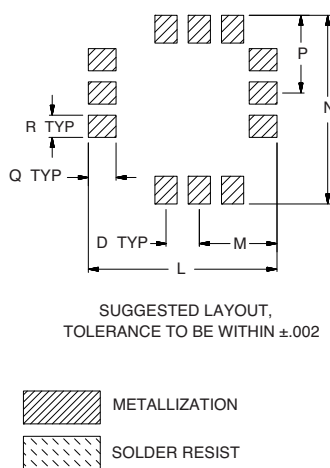 P
N
R TYP
Q TYP
D TYP
M
L
SUGGESTED LAYOUT,
TOLERANCE TO BE WITHIN ±.002
METALLIZATION
SOLDER RESIST